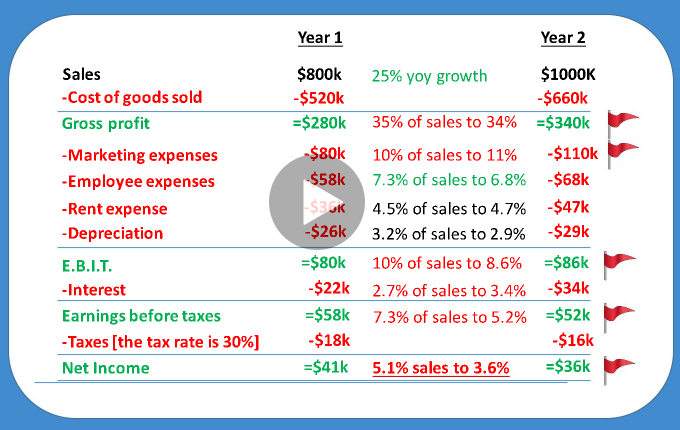 Year 1 Year 2
Sales $800k 25% yoy growth $1000K
-Cost of goods sold -$520k -$660k
Gross profit =$280k 35% of sales to 34% =$340k
-Marketing expenses -$80k 10% of sales to 11% -$110k
-Employee expenses -$58k 7.3% of sales to 6.8% -$68k
-Rent expense -$36k 4.5% of sales to 4.7% -$47k
-Depreciation -$26k 3.2% of sales to 2.9% -$29k
E.B.I.T. =$80k 10% of sales to 8.6% =$86k
-Interest -$22k 2.7% of sales to 3.4% -$34k
Earnings before taxes =$58k 7.3% of sales to 5.2% =$52k
-Taxes [the tax rate is 30%] -$18k -$16k
Net Income =$41k 5.1% sales to 3.6% =$36k